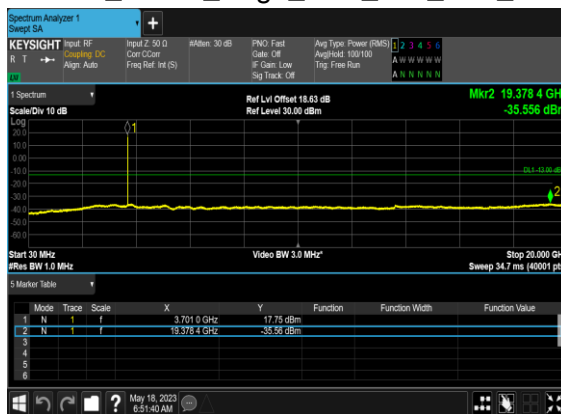 Spectrum Analyzer 1
Swept SA
KEYSIGHT Input: RF Input Z: 50 Ω #Atten: 30 dB PNO: Fast Avg Type: Power (RMS) 1 2 3 4 5 6
R T Coupling: DC Corr CCorr Gate: Off Avg|Hold: 100/100 A W W W W W
Align: Auto Freq Ref: Int (S) IF Gain: Low Trig: Free Run
Sig Track: Off A N N N N N
1 Spectrum Ref Lvl Offset 18.63 dB Mkr2 19.378 4 GH
Scale/Div 10 dB Ref Level 30.00 dBm -35.556 dB
Log
1
20.0
10.0
0.00
-10.0 DL1 -13.00 dB
-20.0
-30.0 2
-40.0
-50.0
-60.0
Start 30 MHz Video BW 3.0 MHz* Stop 20.000 GH
#Res BW 1.0 MHz Sweep 34.7 ms (40001 pt
5 Marker Table
Mode Trace Scale X Y Function Function Width Function Value
1 N 1 f 3.701 0 GHz 17.75 dBm
2 N 1 f 19.378 4 GHz -35.56 dBm
3
4
5
6
? May 18, 2023
6:51:40 AM